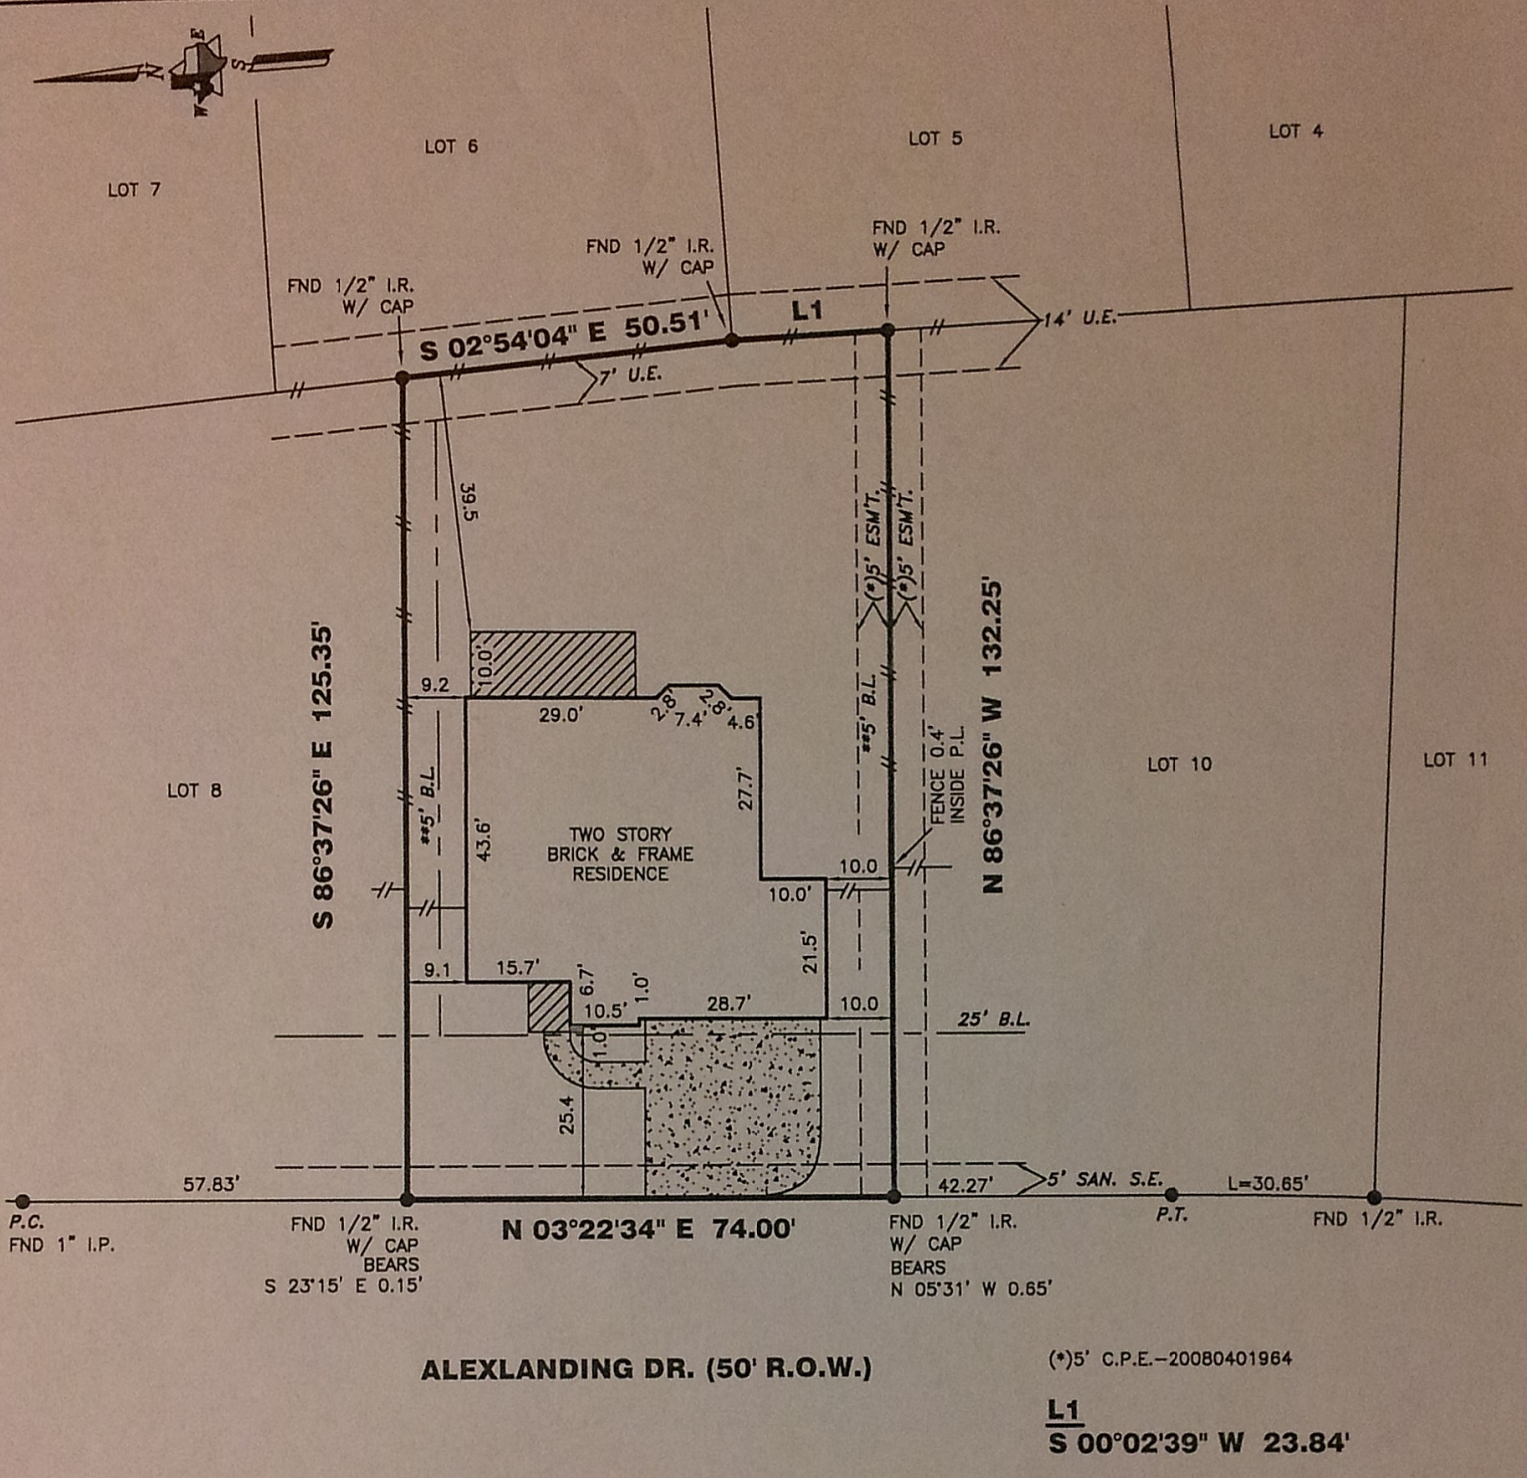 E
N
S
W
LOT 6
LOT 5
LOT 4
LOT 7
FND 1/2" I.R.
W/ CAP
FND 1/2" I.R.
W/ CAP
FND 1/2" I.R.
W/ CAP
S 02°54'04" E 50.51'
L1
14' U.E.
7' U.E.
39.5
(*)5' ESM'T.
(*)5' ESM'T.
S 86°37'26" E 125.35'
N 86°37'26" W 132.25'
9.2
10.0'
29.0'
2.8'
7.4'
2.8'
4.6'
**5' B.L.
**5' B.L.
FENCE 0.4'
INSIDE P.L.
27.7'
43.6'
LOT 8
LOT 10
LOT 11
TWO STORY
BRICK & FRAME
RESIDENCE
10.0
10.0'
21.5'
9.1
15.7'
6.7'
10.5'
1.0'
28.7'
10.0
25' B.L.
1.0'
25.4
57.83'
42.27'
5' SAN. S.E.
L=30.65'
P.C.
FND 1" I.P.
FND 1/2" I.R.
W/ CAP
BEARS
S 23°15' E 0.15'
N 03°22'34" E 74.00'
FND 1/2" I.R.
W/ CAP
BEARS
N 05°31' W 0.65'
P.T.
FND 1/2" I.R.
ALEXLANDING DR. (50' R.O.W.)
(*)5' C.P.E.-20080401964
L1
S 00°02'39" W 23.84'